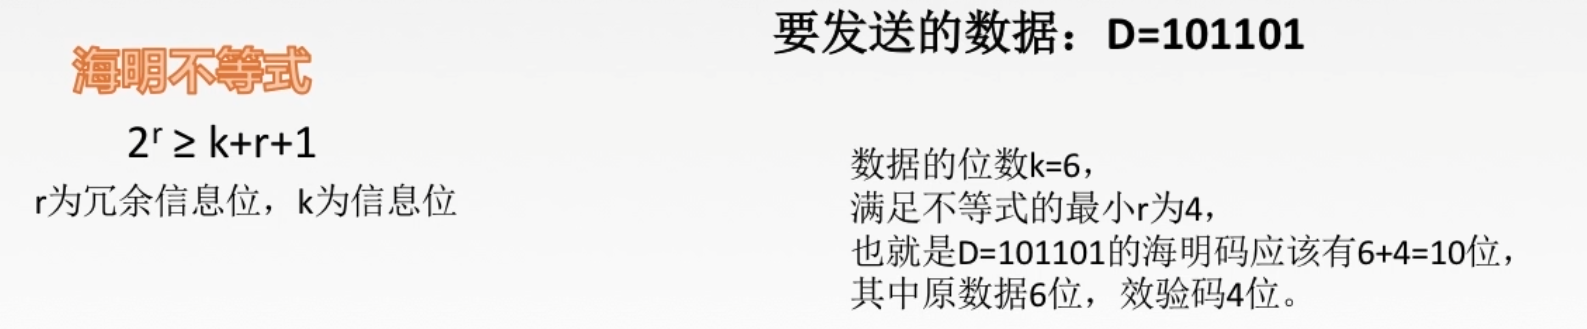 海明不等式
2ʳ ≥ k+r+1
r为冗余信息位，k为信息位
要发送的数据：D=101101
数据的位数k=6，
满足不等式的最小r为4，
也就是D=101101的海明码应该有6+4=10位，
其中原数据6位，效验码4位。